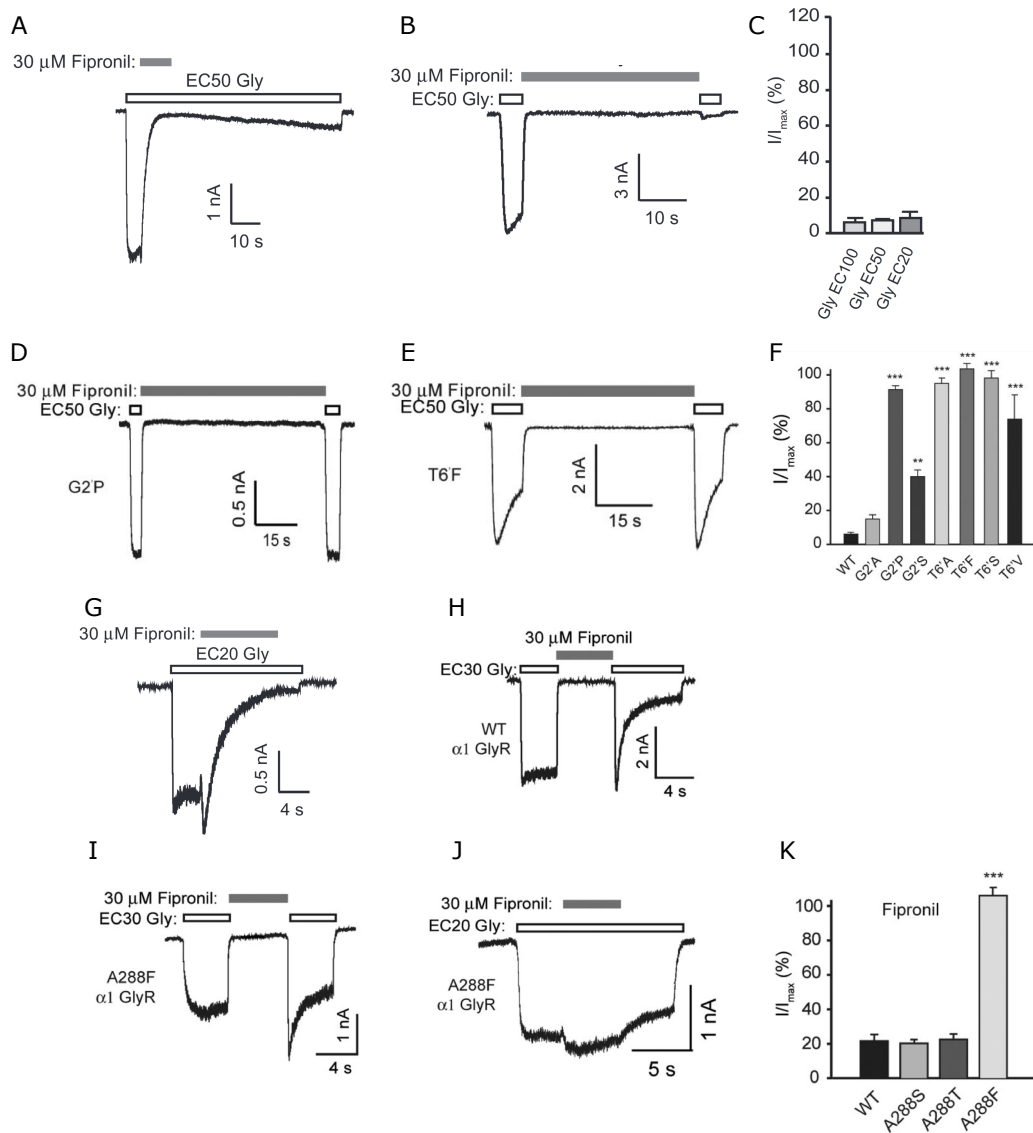 A
30 µM Fipronil:
EC50 Gly
1 nA
10 s
B
30 µM Fipronil:
EC50 Gly:
3 nA
10 s
C
I/Imax (%)
120
100
80
60
40
20
0
Gly EC100
Gly EC50
Gly EC20
D
30 µM Fipronil:
EC50 Gly:
G2'P
0.5 nA
15 s
E
30 µM Fipronil:
EC50 Gly:
T6'F
2 nA
15 s
F
I/Imax (%)
100
80
60
40
20
0
***
**
***
***
***
***
WT
G2'A
G2'P
G2'S
T6'A
T6'F
T6'S
T6'V
G
30 µM Fipronil:
EC20 Gly
0.5 nA
4 s
H
30 µM Fipronil
EC30 Gly:
WT
α1 GlyR
2 nA
4 s
I
30 µM Fipronil:
EC30 Gly:
A288F
α1 GlyR
1 nA
4 s
J
30 µM Fipronil:
EC20 Gly:
A288F
α1 GlyR
1 nA
5 s
K
Fipronil
***
I/Imax (%)
100
80
60
40
20
0
WT
A288S
A288T
A288F